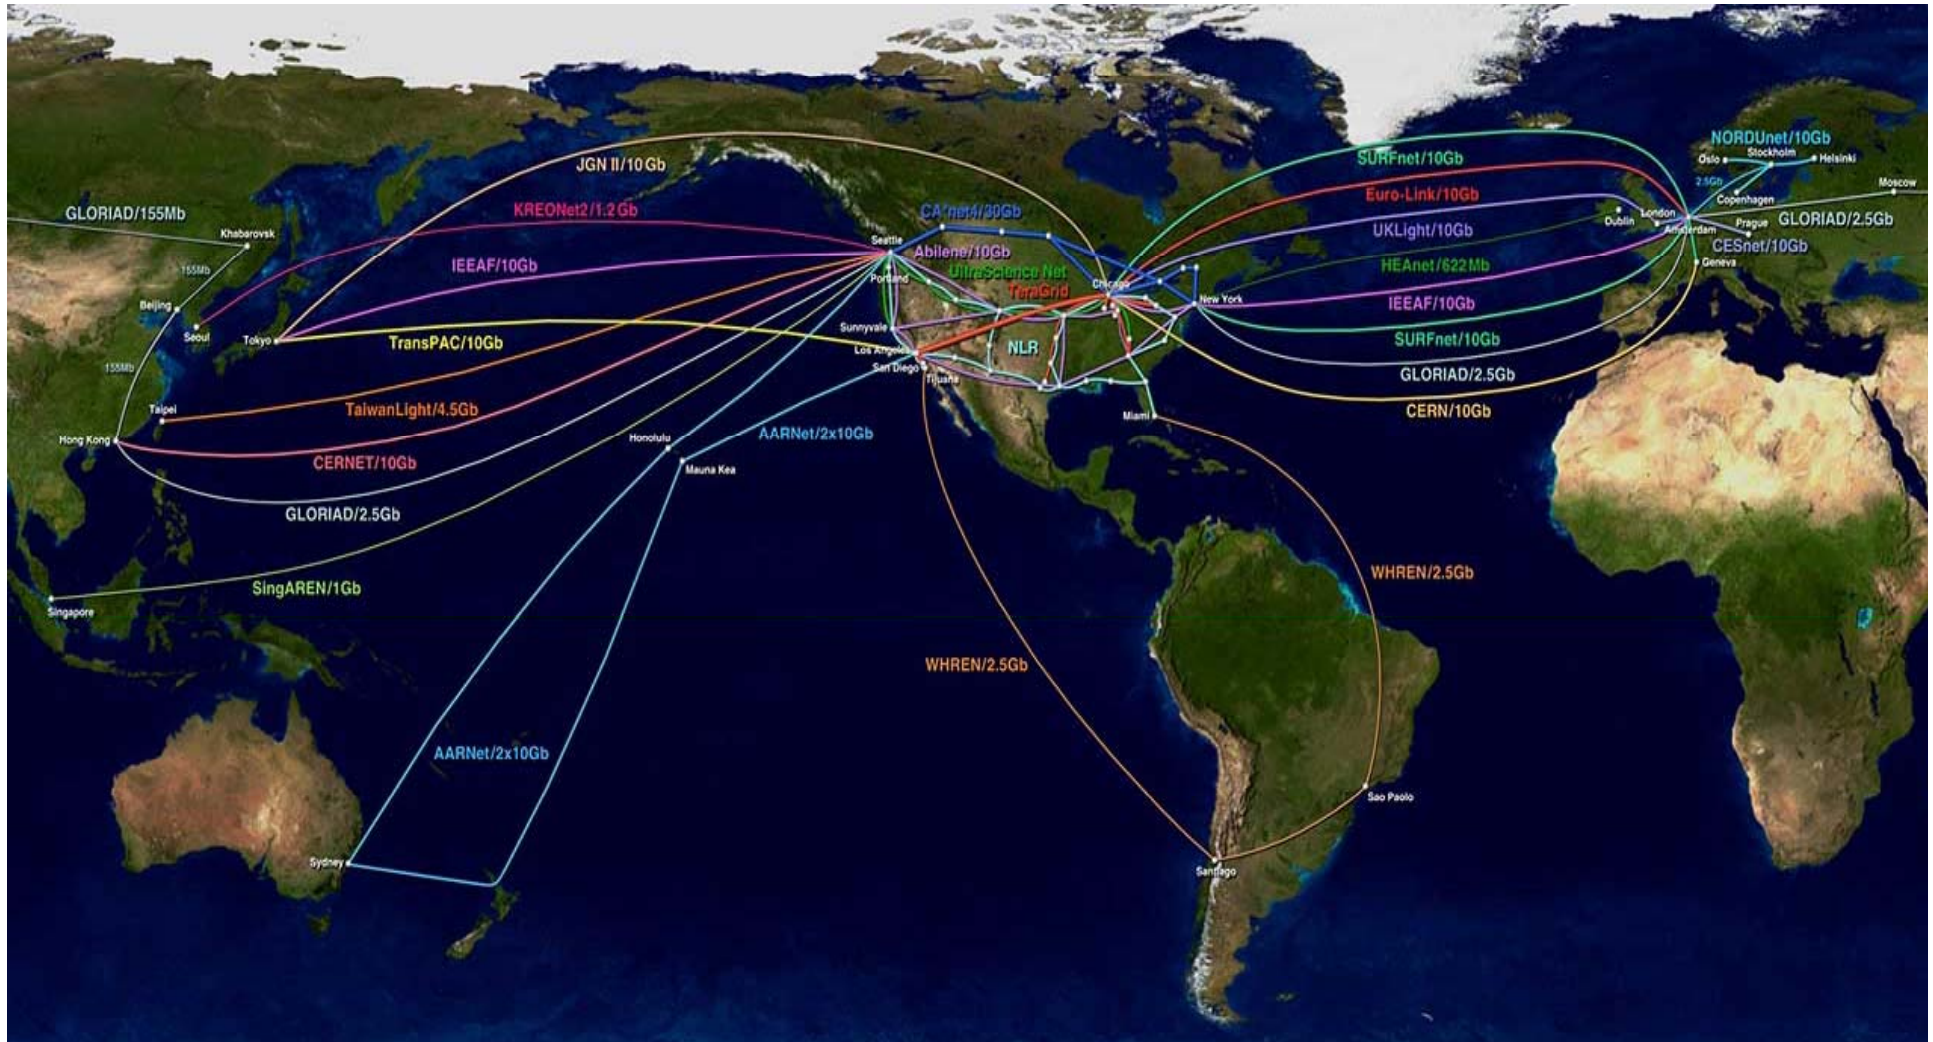 NORDUnet/10Gb
SURFnet/10Gb
JGN II/10 Gb
Oslo
Stockholm
Helsinki
Euro-Link/10Gb
2.5Gb
Moscow
Copenhagen
GLORIAD/155Mb
KREONet2/1.2 Gb
CA*net4/30Gb
London
Dublin
GLORIAD/2.5Gb
Prague
UKLight/10Gb
Amsterdam
Khabarovsk
Seattle
CESnet/10Gb
Abilene/10Gb
IEEAF/10Gb
HEAnet/622Mb
Geneva
155Mb
UltraScience Net
Portland
TeraGrid
Chicago
New York
IEEAF/10Gb
Beijing
Seoul
Tokyo
Sunnyvale
TransPAC/10Gb
SURFnet/10Gb
Los Angeles
NLR
155Mb
San Diego
Tijuana
GLORIAD/2.5Gb
Taipei
TaiwanLight/4.5Gb
CERN/10Gb
Miami
Hong Kong
Honolulu
AARNet/2x10Gb
CERNET/10Gb
Mauna Kea
GLORIAD/2.5Gb
WHREN/2.5Gb
SingAREN/1Gb
Singapore
WHREN/2.5Gb
AARNet/2x10Gb
Sao Paolo
Sydney
Santiago